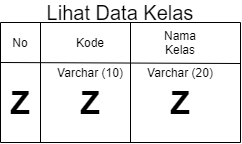 Lihat Data Kelas
No Kode Nama
Kelas
Varchar (10) Varchar (20)
Z Z Z